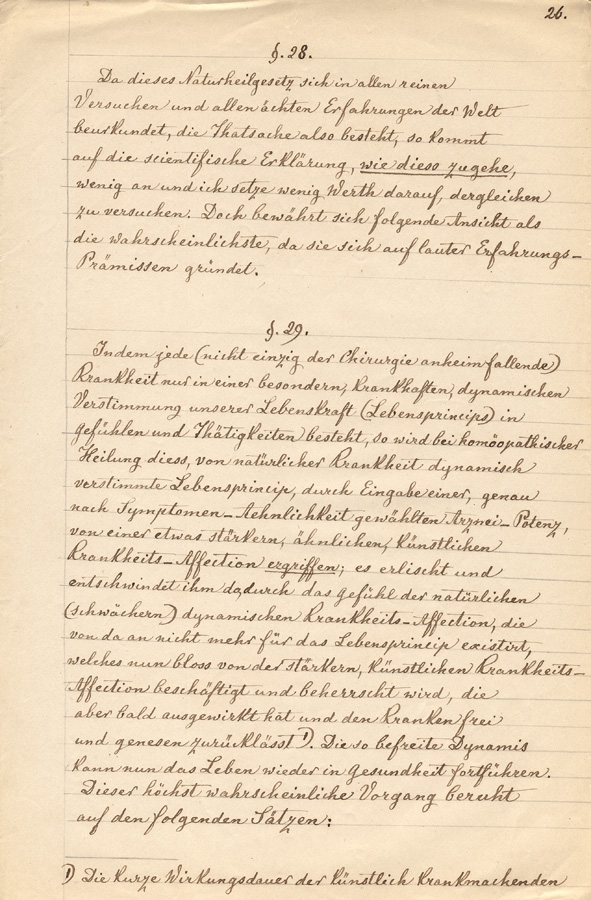 26.
§. 28.
Da dieses Naturheilgesetz sich in allen reinen
Versuchen und allen ächten Erfahrungen der Welt
beurkundet, die Thatsache also besteht, so kommt
auf die scientifische Erklärung, wie diess zugehe,
wenig an und ich setze wenig Werth darauf, dergleichen
zu versuchen. Doch bewährt sich folgende Ansicht als
die wahrscheinlichste, da sie sich auf lauter Erfahrungs-
Prämissen gründet.
§. 29.
Indem jede (nicht einzig der Chirurgie anheimfallende)
Krankheit nur in einer besondern, krankhaften, dynamischen
Verstimmung unserer Lebenskraft (Lebensprincips) in
Gefühlen und Thätigkeiten besteht, so wird bei homöopathischer
Heilung diess, von natürlicher Krankheit dynamisch
verstimmte Lebensprincip, durch Eingabe einer, genau
nach Symptomen-Aehnlichkeit gewählten Arznei-Potenz,
von einer etwas stärkern, ähnlichen, künstlichen
Krankheits-Affection ergriffen; es erlischt und
entschwindet ihm dadurch das Gefühl der natürlichen
(schwächern) dynamischen Krankheits-Affection, die
von da an nicht mehr für das Lebensprincip existirt,
welches nun bloss von der stärkern, künstlichen Krankheits-
Affection beschäftigt und beherrscht wird, die
aber bald ausgewirkt hat und den Kranken frei
und genesen zurücklässt 1). Die so befreite Dynamis
kann nun das Leben wieder in Gesundheit fortführen.
Dieser höchst wahrscheinliche Vorgang beruht
auf den folgenden Sätzen:
1) Die kurze Wirkungsdauer der künstlich krankmachenden